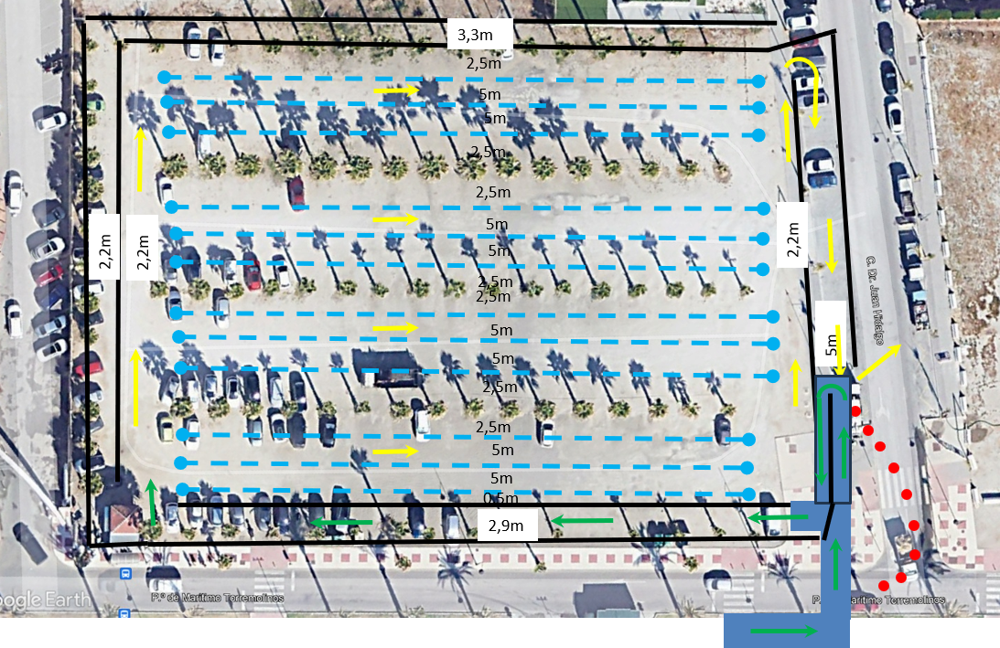 3,3m
2,5m
5m
5m
2,5m
2,5m
5m
5m
2,5m
2,5m
5m
5m
2,5m
2,5m
5m
5m
0,5m
2,9m
2,2m
2,2m
2,2m
5m
C. Dr. Juan Hidalgo
ogle Earth
P.º de Marítimo Torremolinos
P.
arítimo Torremolinos